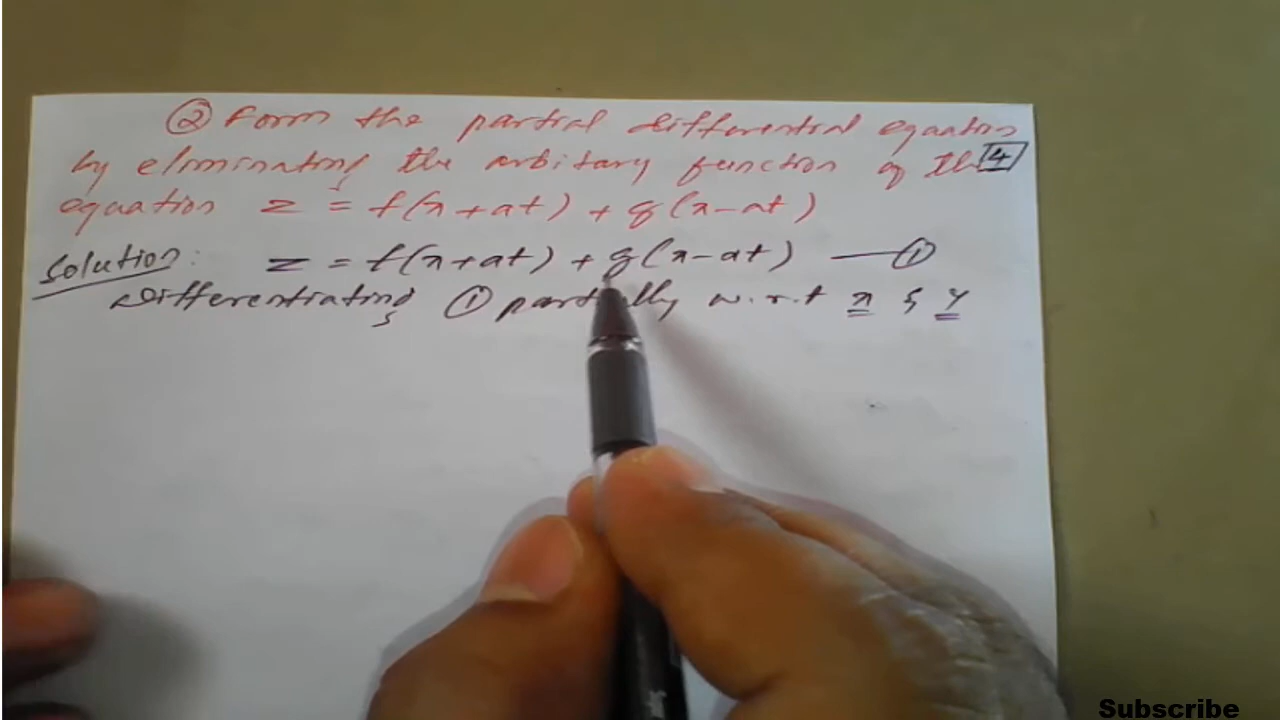 ② Form the partial differential equation
by eliminating the arbitary function of the
4
equation z = f(x+at) + g(x-at)
Solution: z = f(x+at) + g(x-at) — ①
Differentiating ① partially w.r.t x & y
Subscribe